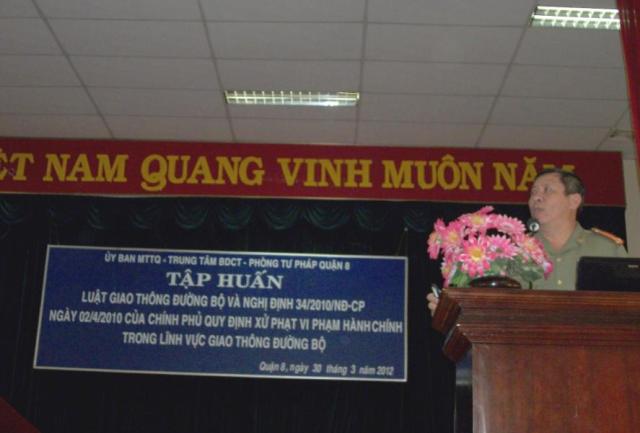 ỆT NAM QUANG VINH MUÔN NĂM
ỦY BAN MTTQ - TRUNG TÂM BDCT - PHÒNG TƯ PHÁP QUẬN 8
TẬP HUẤN
LUẬT GIAO THÔNG ĐƯỜNG BỘ VÀ NGHỊ ĐỊNH 34/2010/NĐ-CP
NGÀY 02/4/2010 CỦA CHÍNH PHỦ QUY ĐỊNH XỬ PHẠT VI PHẠM HÀNH CHÍNH
TRONG LĨNH VỰC GIAO THÔNG ĐƯỜNG BỘ
Quận 8, ngày 30 tháng 3 năm 2012